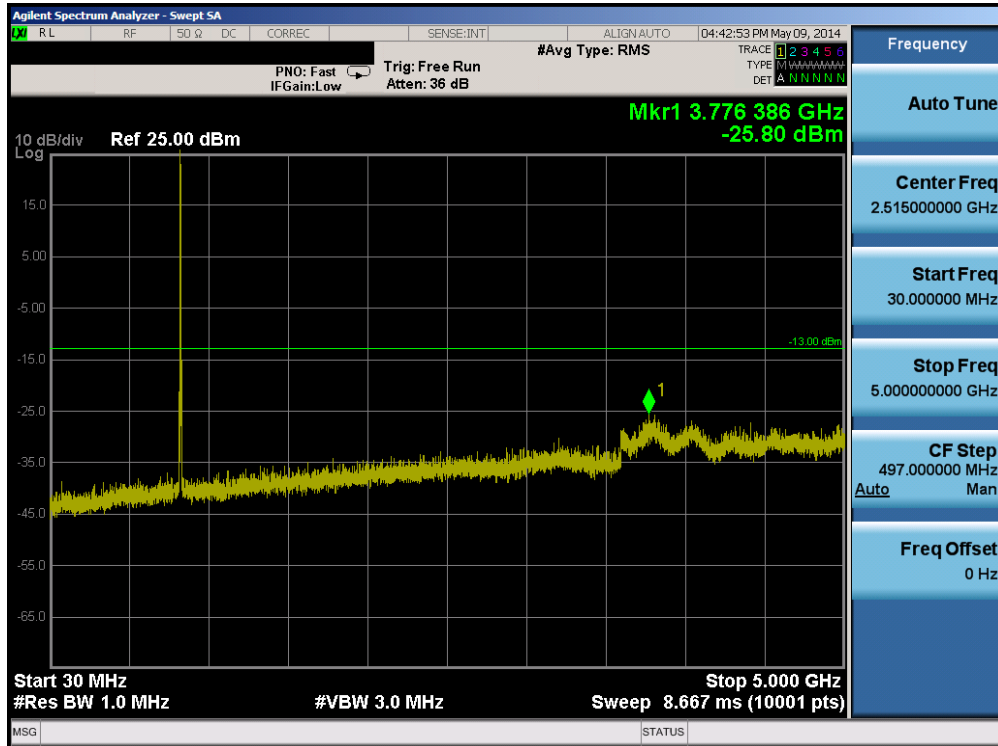 Agilent Spectrum Analyzer - Swept SA
LXI RL RF 50 Ω DC CORREC SENSE:INT ALIGN AUTO 04:42:53 PM May 09, 2014
#Avg Type: RMS TRACE 1 2 3 4 5 6
PNO: Fast Trig: Free Run TYPE M WWWWW
IFGain:Low Atten: 36 dB DET A N N N N N
Mkr1 3.776 386 GHz
-25.80 dBm
10 dB/div Ref 25.00 dBm
Log
15.0
5.00
-5.00
-13.00 dBm
-15.0
1
-25.0
-35.0
-45.0
-55.0
-65.0
Start 30 MHz Stop 5.000 GHz
#Res BW 1.0 MHz #VBW 3.0 MHz Sweep 8.667 ms (10001 pts)
MSG STATUS
Frequency
Auto Tune
Center Freq
2.515000000 GHz
Start Freq
30.000000 MHz
Stop Freq
5.000000000 GHz
CF Step
497.000000 MHz
Auto Man
Freq Offset
0 Hz